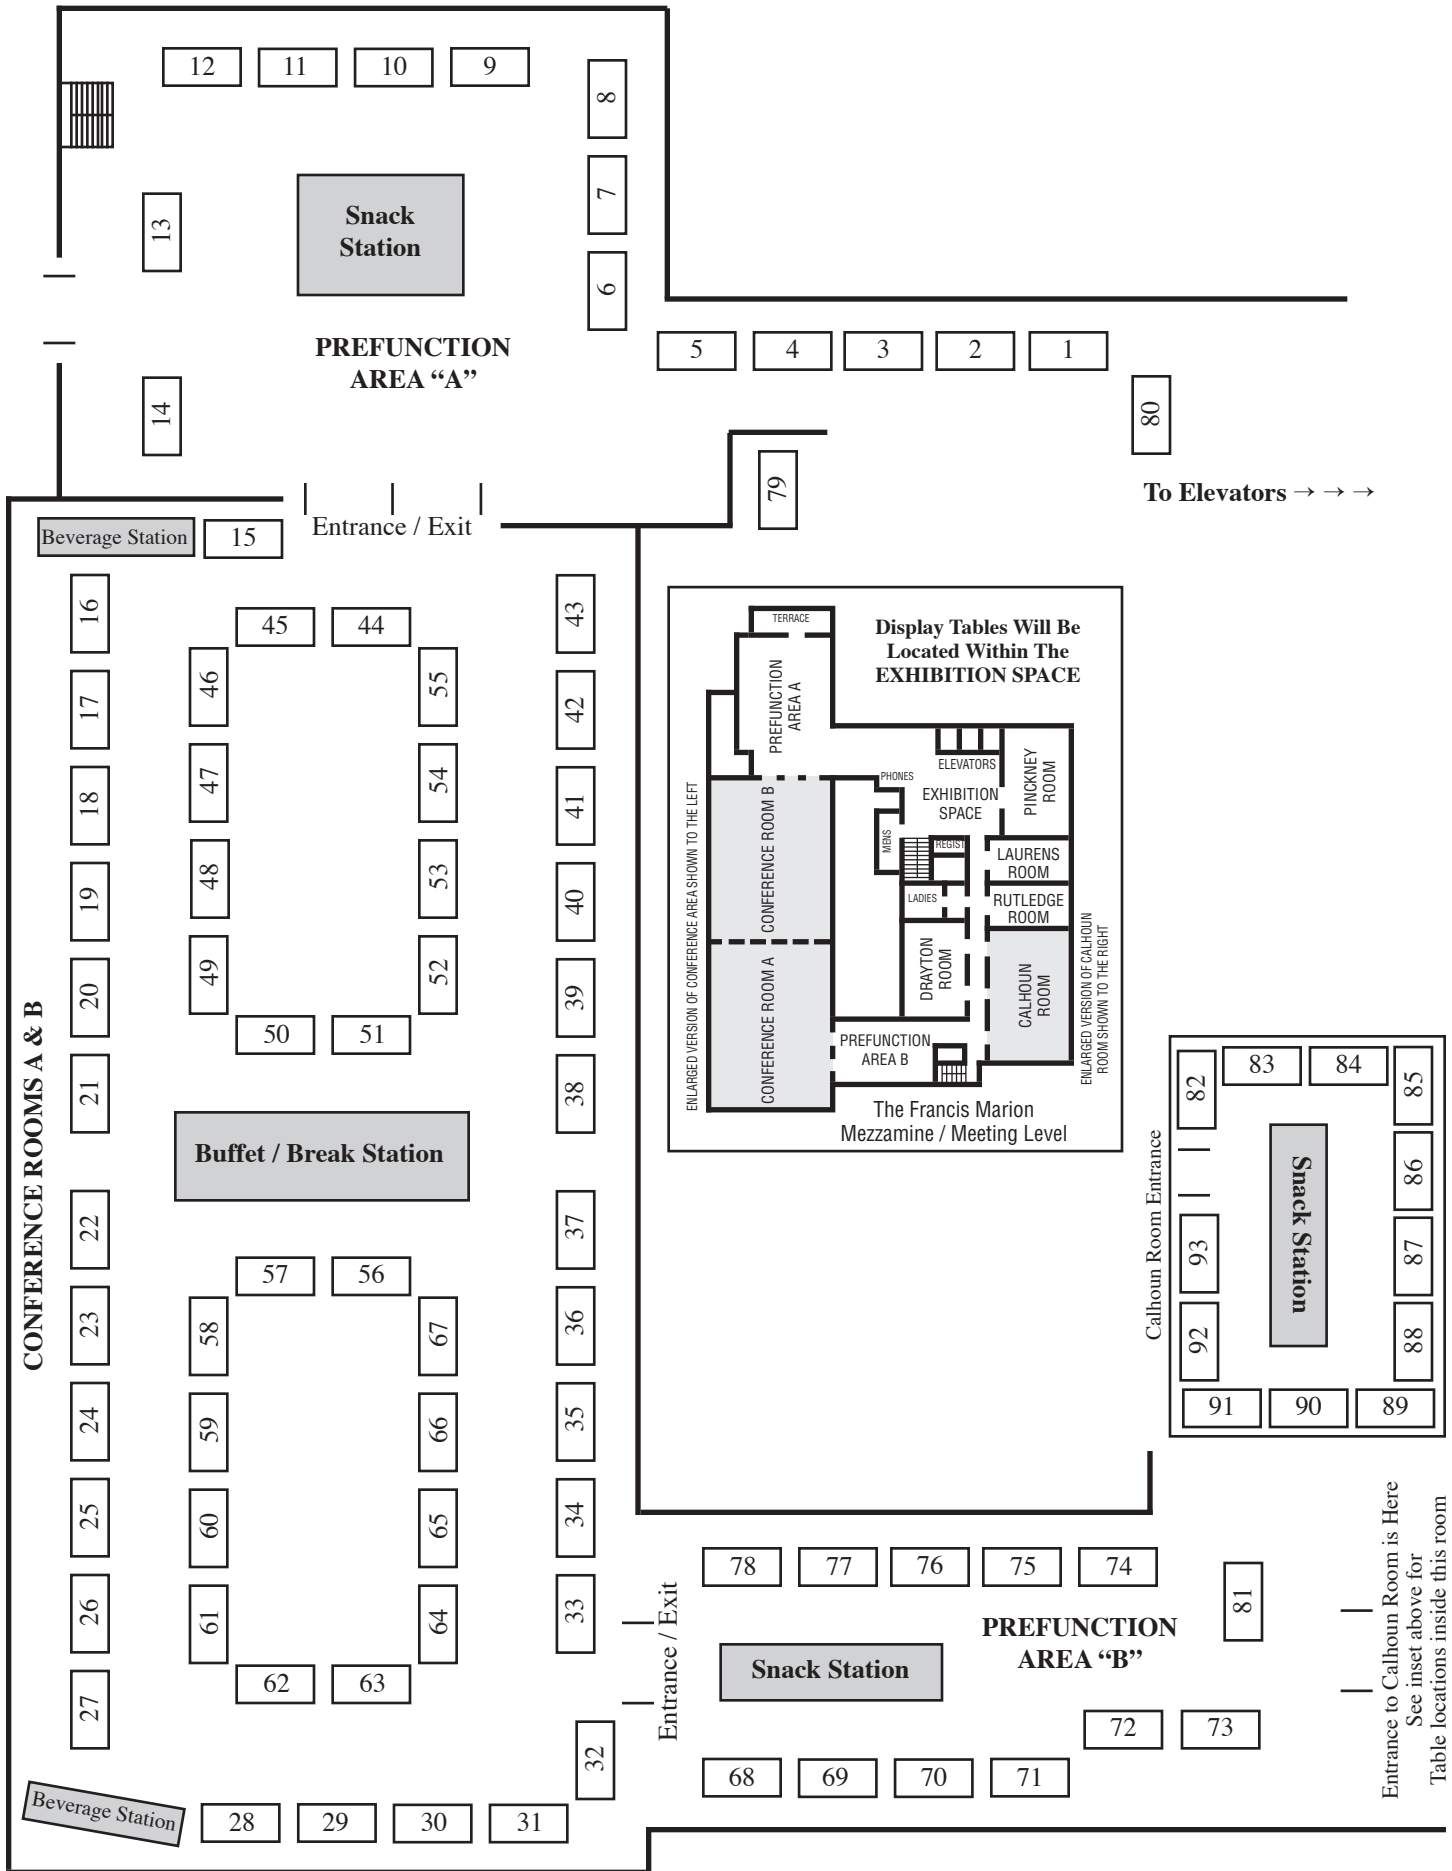 12 11 10 9
8
7
6
13
14
Snack
Station
PREFUNCTION
AREA “A”
5 4 3 2 1
80
79
To Elevators → → →
Entrance / Exit
Beverage Station
15
16
17
18
19
20
21
22
23
24
25
26
27
CONFERENCE ROOMS A & B
45 44
46
47
48
49
50 51
55
54
53
52
43
42
41
40
39
38
37
36
35
34
33
32
Buffet / Break Station
57 56
58
59
60
61
62 63
67
66
65
64
Beverage Station
28 29 30 31
Entrance / Exit
Display Tables Will Be
Located Within The
EXHIBITION SPACE
TERRACE
PREFUNCTION
AREA A
ELEVATORS
PHONES
EXHIBITION
SPACE
PINCKNEY
ROOM
MENS
REGIST
LAURENS
ROOM
LADIES
RUTLEDGE
ROOM
CONFERENCE ROOM B
CONFERENCE ROOM A
DRAYTON
ROOM
CALHOUN
ROOM
PREFUNCTION
AREA B
ENLARGED VERSION OF CONFERENCE AREA SHOWN TO THE LEFT
ENLARGED VERSION OF CALHOUN
ROOM SHOWN TO THE RIGHT
The Francis Marion
Mezzamine / Meeting Level
Calhoun Room Entrance
82
83 84
85
86
87
88
93
92
91 90 89
Snack Station
78 77 76 75 74
81
PREFUNCTION
AREA “B”
Snack Station
72 73
68 69 70 71
Entrance to Calhoun Room is Here
See inset above for
Table locations inside this room